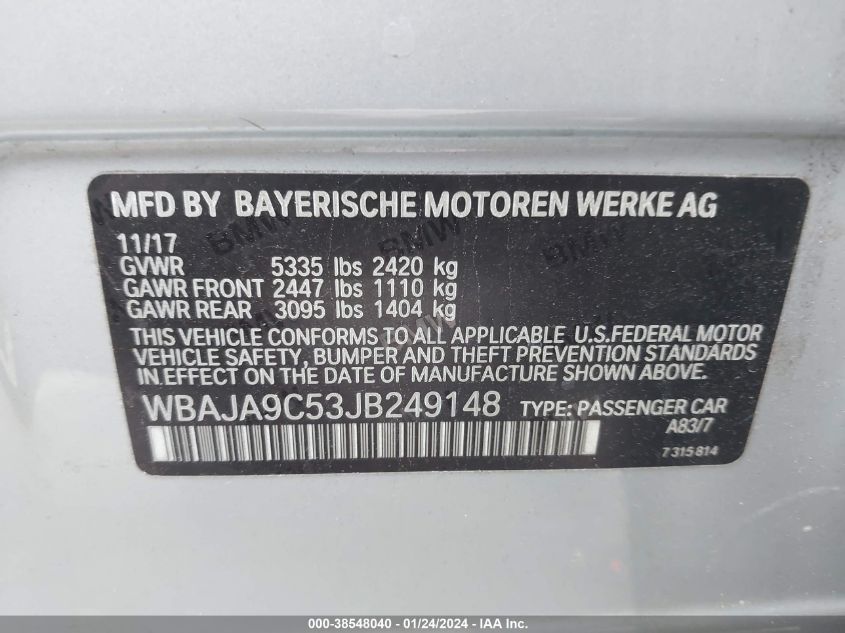 MFD BY BAYERISCHE MOTOREN WERKE AG
11/17
GVWR 5335 lbs 2420 kg
GAWR FRONT 2447 lbs 1110 kg
GAWR REAR 3095 lbs 1404 kg
THIS VEHICLE CONFORMS TO ALL APPLICABLE U.S.FEDERAL MOTOR
VEHICLE SAFETY, BUMPER AND THEFT PREVENTION STANDARDS
IN EFFECT ON THE DATE OF MANUFACTURE SHOWN ABOVE.
WBAJA9C53JB249148 TYPE: PASSENGER CAR
A83/7
7315814
000-38548040 - 01/24/2024 - IAA Inc.